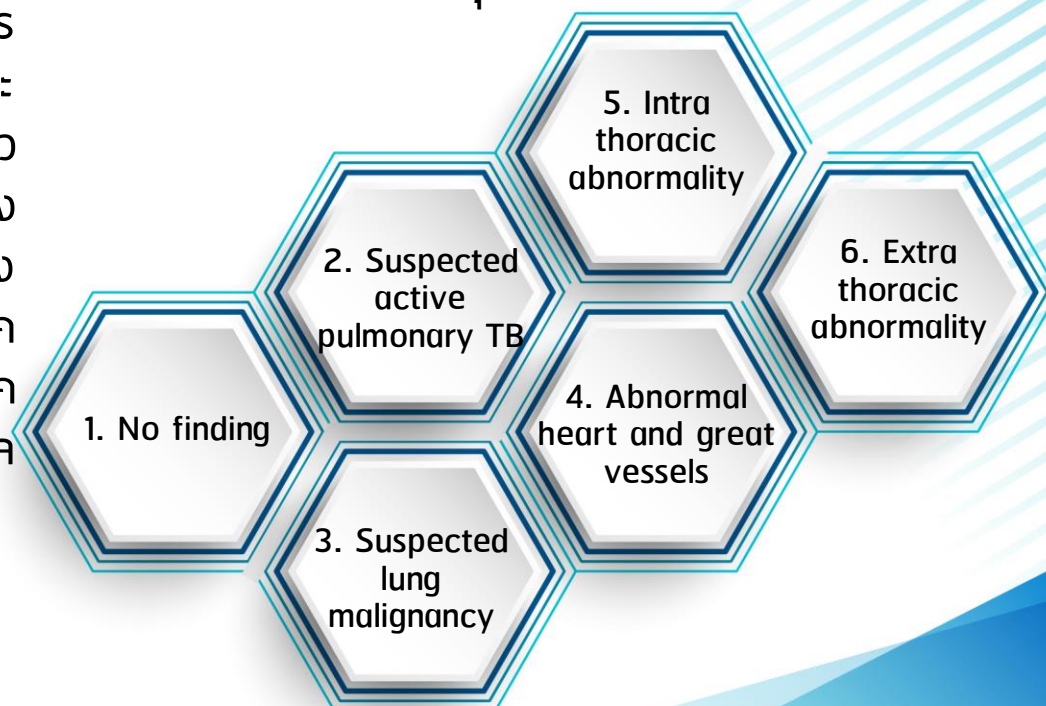 5. Intra
thoracic
abnormality
2. Suspected
active
pulmonary TB
6. Extra
thoracic
abnormality
1. No finding
4. Abnormal
heart and great
vessels
3. Suspected
lung
malignancy